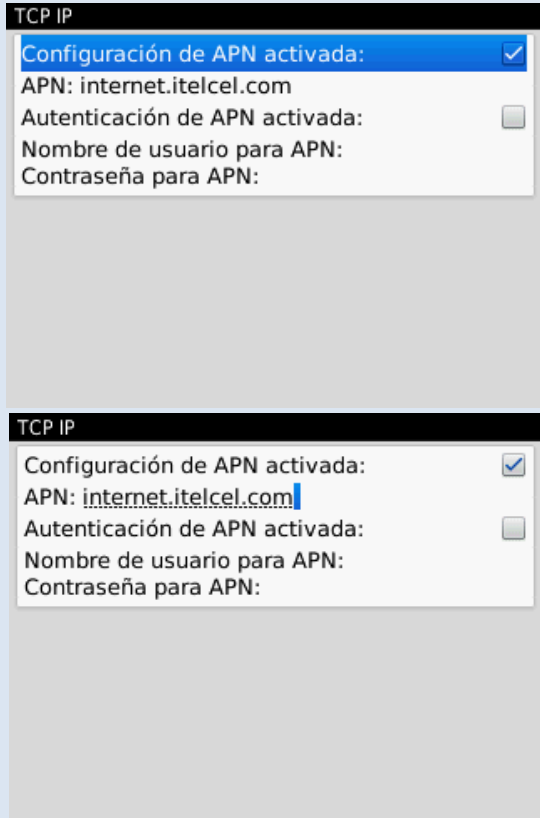 TCP IP
Configuración de APN activada:
APN: internet.itelcel.com
Autenticación de APN activada:
Nombre de usuario para APN:
Contraseña para APN:
TCP IP
Configuración de APN activada:
APN: internet.itelcel.com
Autenticación de APN activada:
Nombre de usuario para APN:
Contraseña para APN: